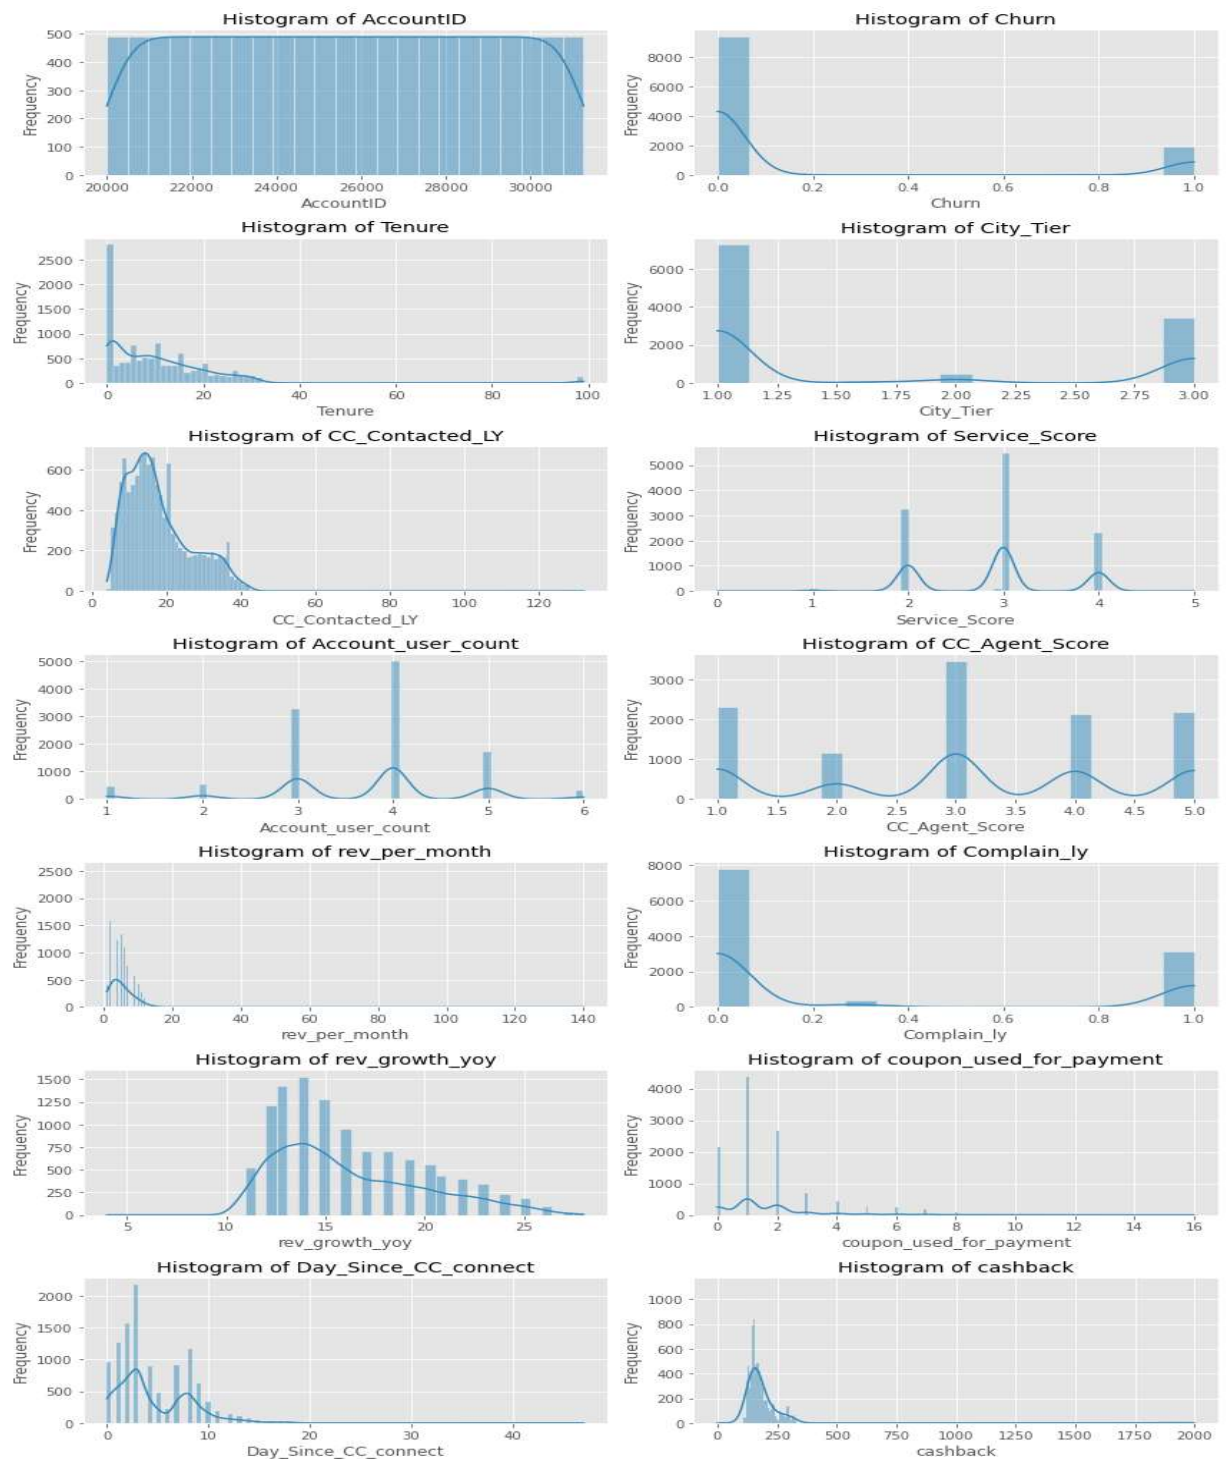 Histogram of AccountID
Frequency
500
400
300
200
100
0
20000 22000 24000 26000 28000 30000
AccountID
Histogram of Churn
Frequency
8000
6000
4000
2000
0
0.0 0.2 0.4 0.6 0.8 1.0
Churn
Histogram of Tenure
Frequency
2500
2000
1500
1000
500
0
0 20 40 60 80 100
Tenure
Histogram of City_Tier
Frequency
6000
4000
2000
0
1.00 1.25 1.50 1.75 2.00 2.25 2.50 2.75 3.00
City_Tier
Histogram of CC_Contacted_LY
Frequency
600
400
200
0
0 20 40 60 80 100 120
CC_Contacted_LY
Histogram of Service_Score
Frequency
5000
4000
3000
2000
1000
0
0 1 2 3 4 5
Service_Score
Histogram of Account_user_count
Frequency
5000
4000
3000
2000
1000
0
1 2 3 4 5 6
Account_user_count
Histogram of CC_Agent_Score
Frequency
3000
2000
1000
0
1.0 1.5 2.0 2.5 3.0 3.5 4.0 4.5 5.0
CC_Agent_Score
Histogram of rev_per_month
Frequency
2500
2000
1500
1000
500
0
0 20 40 60 80 100 120 140
rev_per_month
Histogram of Complain_ly
Frequency
8000
6000
4000
2000
0
0.0 0.2 0.4 0.6 0.8 1.0
Complain_ly
Histogram of rev_growth_yoy
Frequency
1500
1250
1000
750
500
250
0
5 10 15 20 25
rev_growth_yoy
Histogram of coupon_used_for_payment
Frequency
4000
3000
2000
1000
0
0 2 4 6 8 10 12 14 16
coupon_used_for_payment
Histogram of Day_Since_CC_connect
Frequency
2000
1500
1000
500
0
0 10 20 30 40
Day_Since_CC_connect
Histogram of cashback
Frequency
1000
800
600
400
200
0
0 250 500 750 1000 1250 1500 1750 2000
cashback